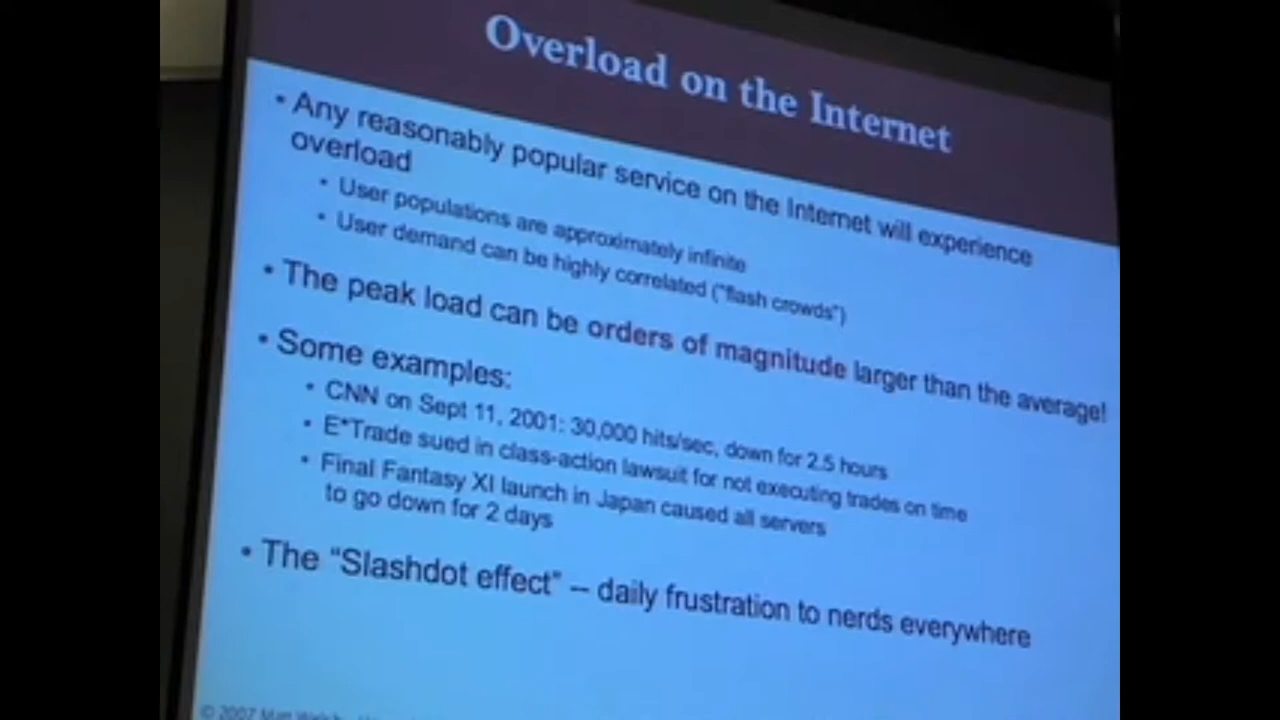 Overload on the Internet
• Any reasonably popular service on the Internet will experience
overload
• User populations are approximately infinite
• User demand can be highly correlated ("flash crowds")
• The peak load can be orders of magnitude larger than the average!
• Some examples:
• CNN on Sept 11, 2001: 30,000 hits/sec, down for 2.5 hours
• E*Trade sued in class-action lawsuit for not executing trades on time
• Final Fantasy XI launch in Japan caused all servers
to go down for 2 days
• The “Slashdot effect” – daily frustration to nerds everywhere
© 2007 Matt